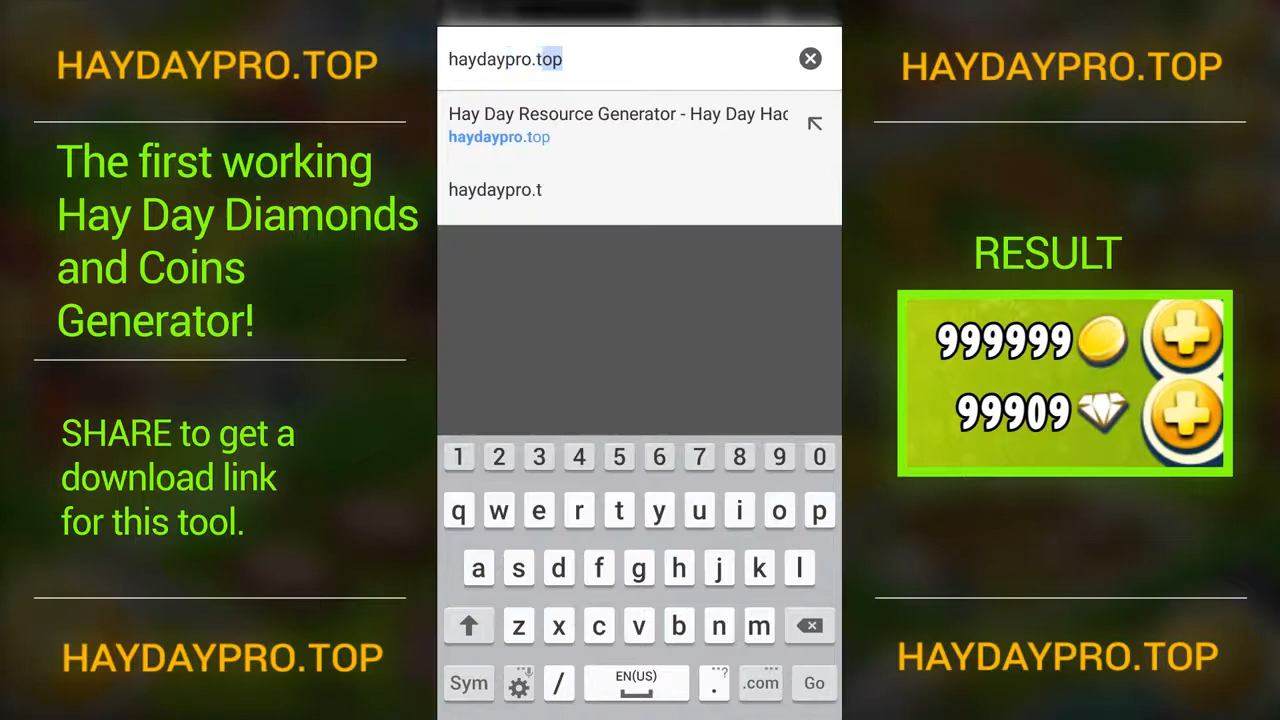 HAYDAYPRO.TOP
The first working
Hay Day Diamonds
and Coins
Generator!
SHARE to get a
download link
for this tool.
HAYDAYPRO.TOP
haydaypro.top
Hay Day Resource Generator - Hay Day Hac
haydaypro.top
haydaypro.t
1 2 3 4 5 6 7 8 9 0
q w e r t y u i o p
a s d f g h j k l
z x c v b n m
Sym / EN(US) . ...? .com Go
HAYDAYPRO.TOP
RESULT
999999
99909
HAYDAYPRO.TOP